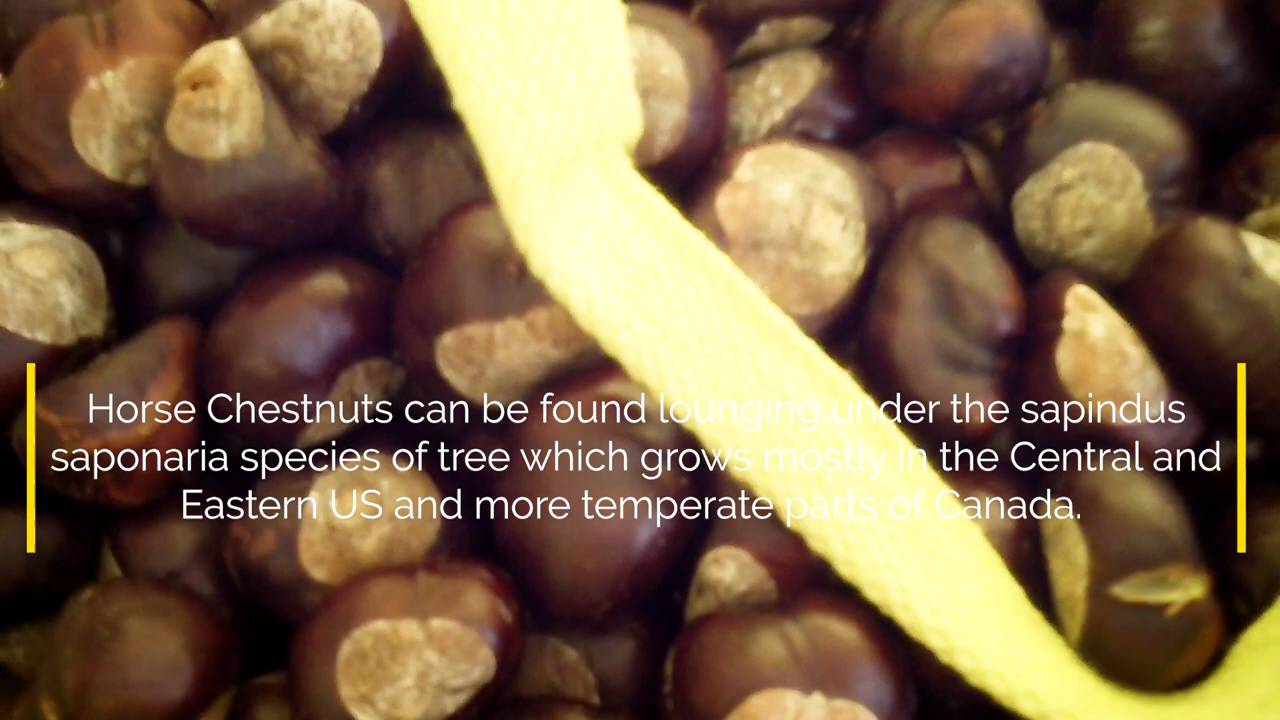 Horse Chestnuts can be found lounging under the sapindus
saponaria species of tree which grows mostly in the Central and
Eastern US and more temperate parts of Canada.